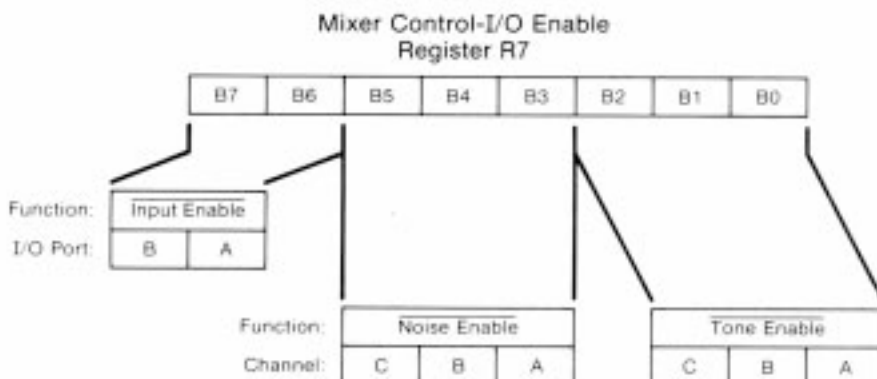 Mixer Control-I/O Enable
Register R7
B7 B6 B5 B4 B3 B2 B1 B0
Function: Input Enable
I/O Port: B A
Function: Noise Enable Tone Enable
Channel: C B A C B A